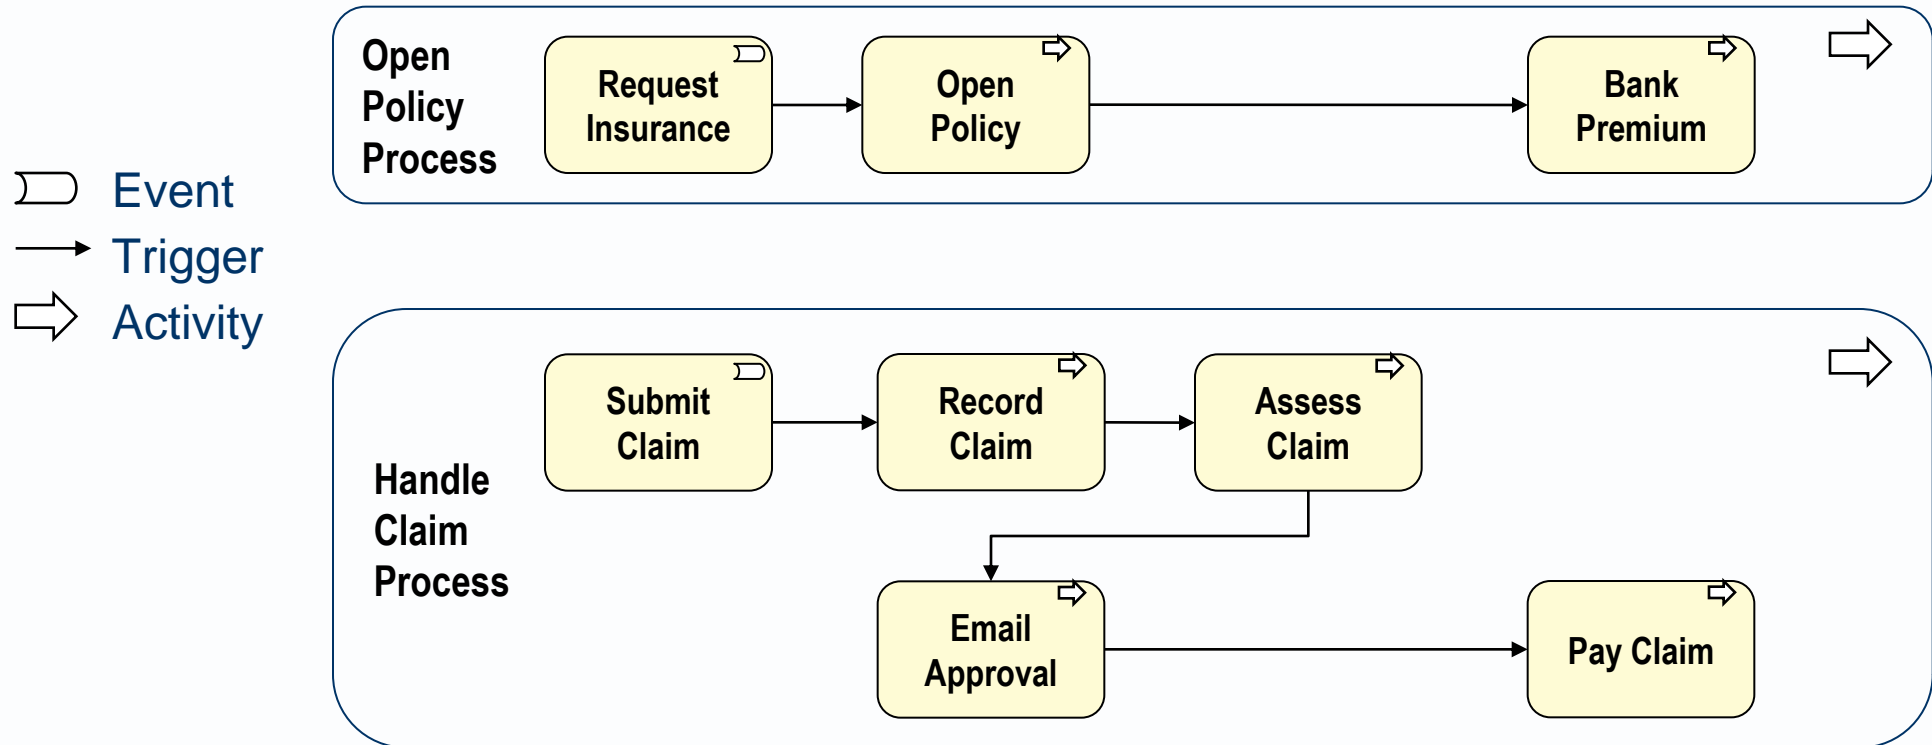 Event
Trigger
Activity
Open
Policy
Process
Request
Insurance
Open
Policy
Bank
Premium
Handle
Claim
Process
Submit
Claim
Record
Claim
Assess
Claim
Email
Approval
Pay Claim